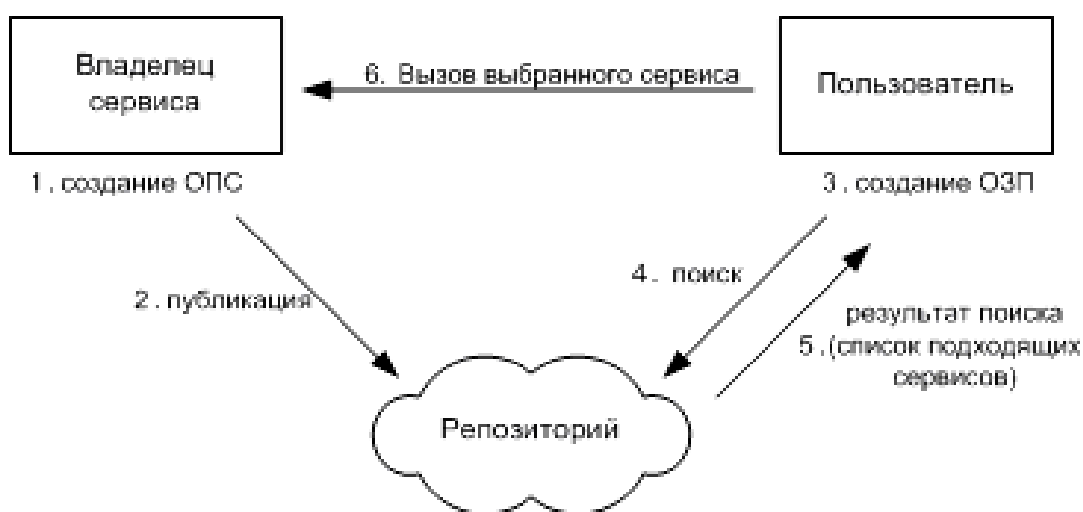 Владелец
сервиса
6. Вызов выбранного сервиса
Пользователь
1. создание ОПС
3. создание ОЗП
2. публикация
4. поиск
результат поиска
5.(список подходящих
сервисов)
Репозиторий